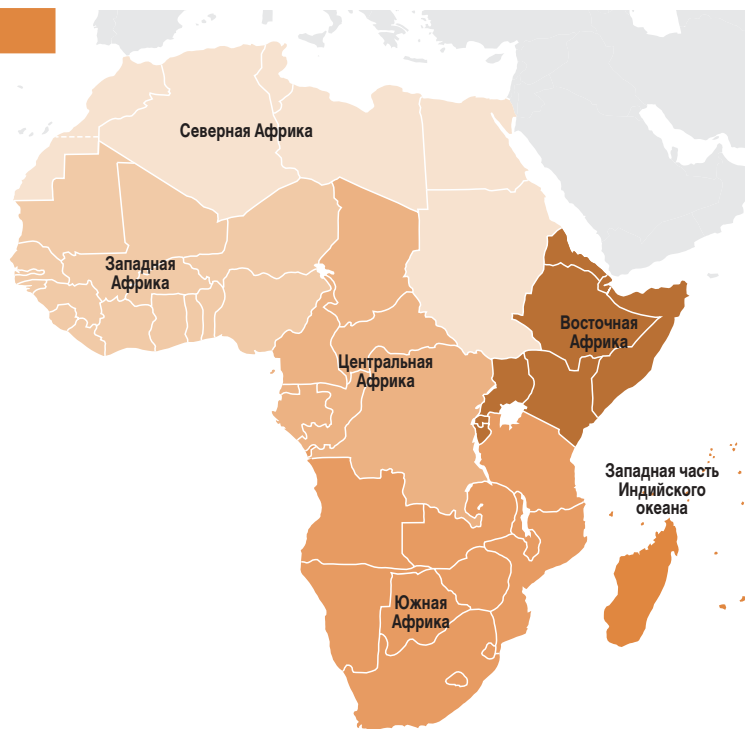 Северная Африка
Западная
Африка
Восточная
Африка
Центральная
Африка
Западная часть
Индийского
океана
Южная
Африка